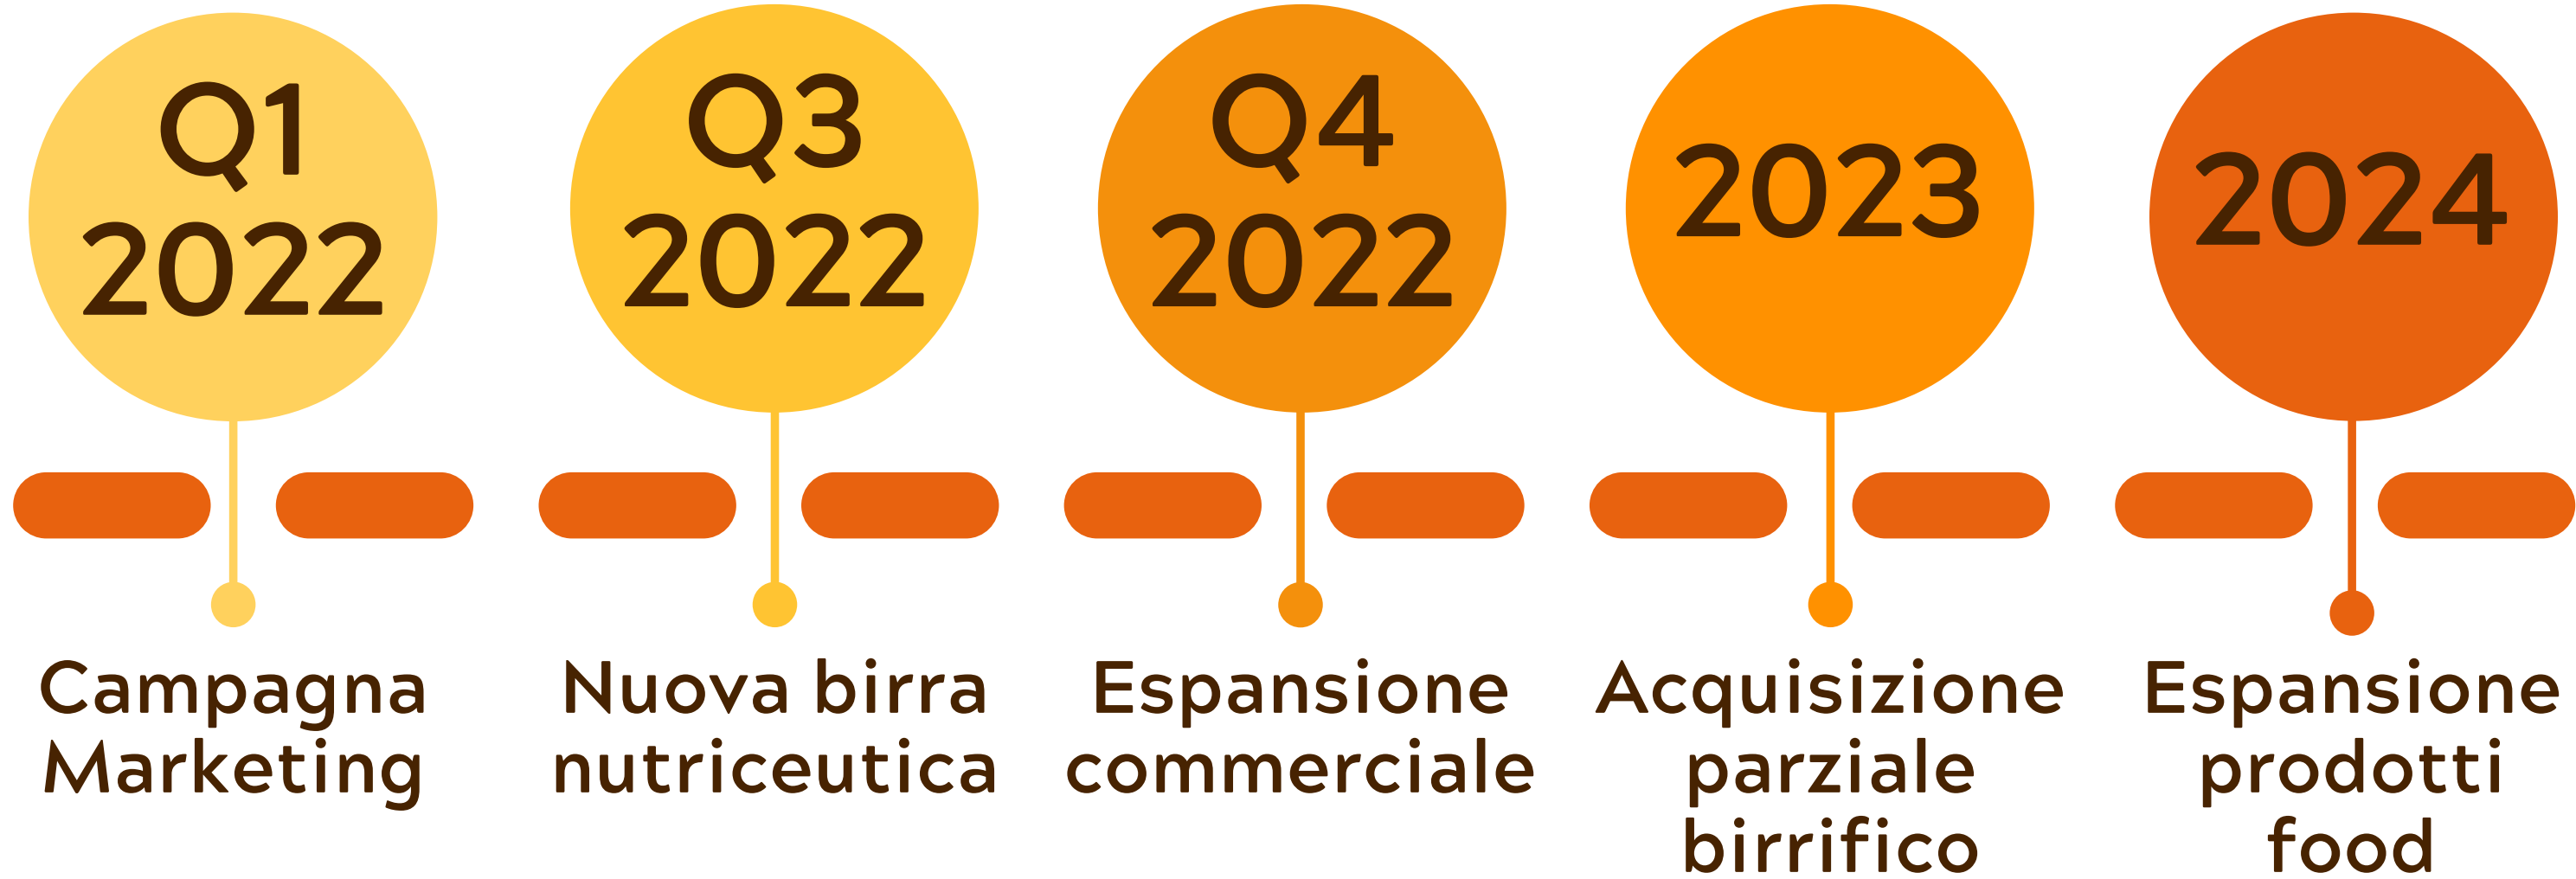 Q1
2022
Q3
2022
Q4
2022
2023
2024
Campagna
Marketing
Nuova birra
nutriceutica
Espansione
commerciale
Acquisizione
parziale
birrifico
Espansione
prodotti
food